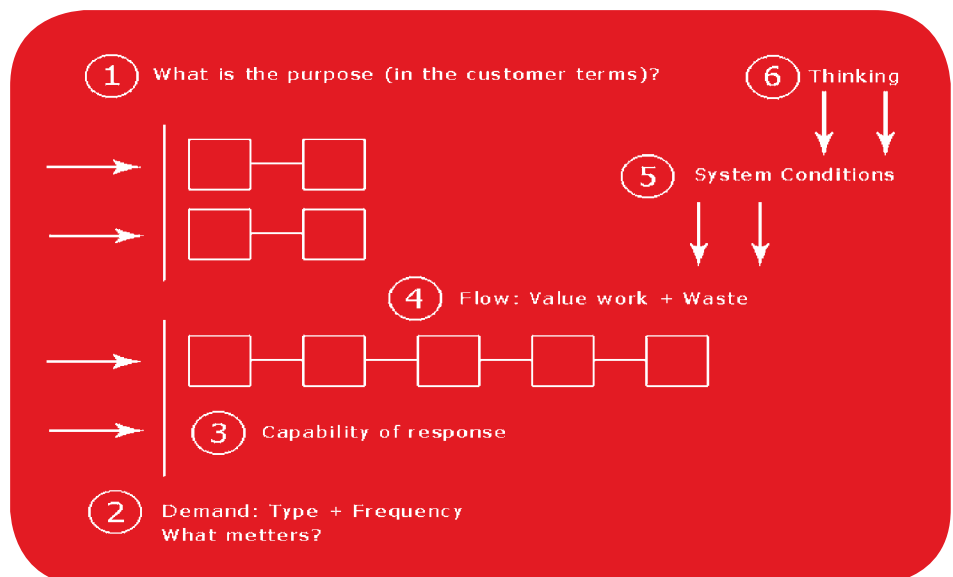 1 What is the purpose (in the customer terms)?
6 Thinking
5 System Conditions
4 Flow: Value work + Waste
3 Capability of response
2 Demand: Type + Frequency
What metters?